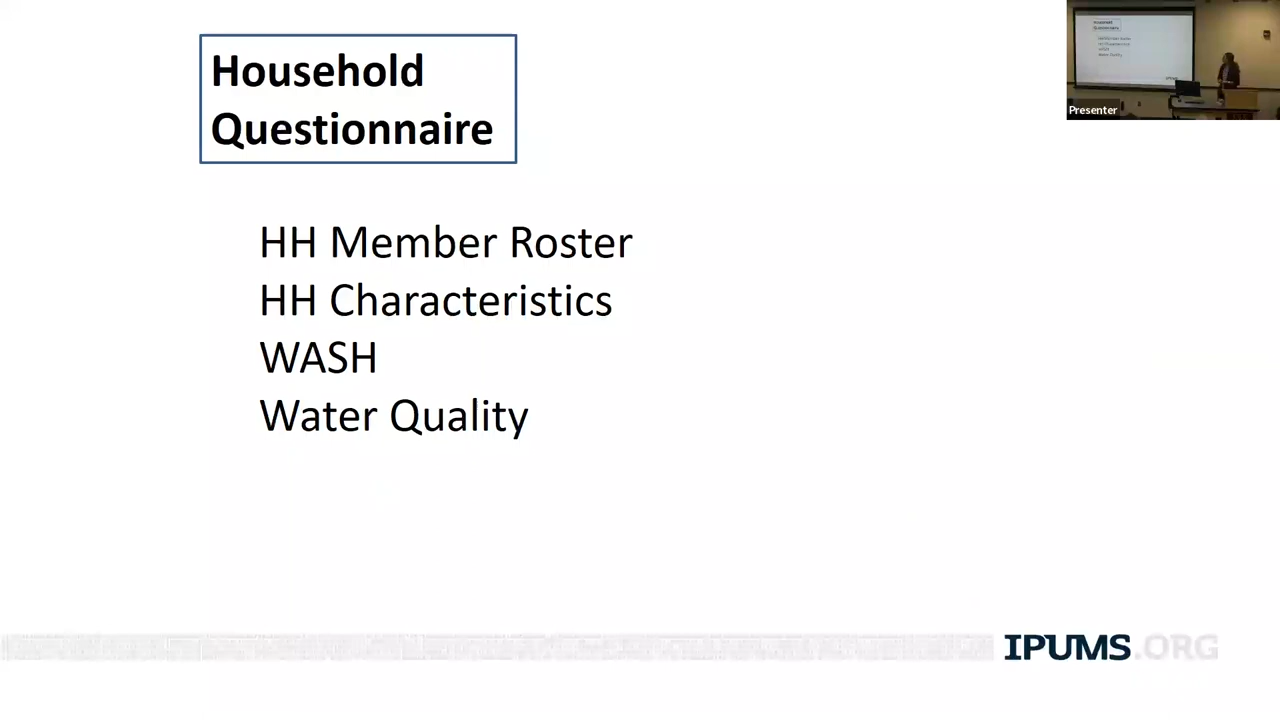 Household
Questionnaire
Presenter
HH Member Roster
HH Characteristics
WASH
Water Quality
IPUMS.ORG